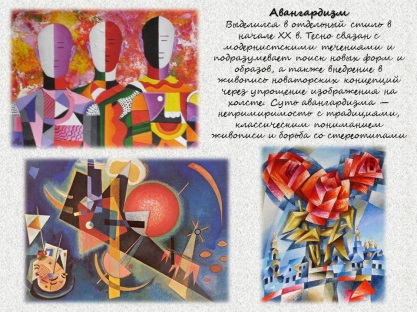 Авангардизм
Выделился в отдельный стиль в
начале XX в. Тесно связан с
модернистскими течениями и
подразумевает поиск новых форм и
образов, а также внедрение в
живопись новаторских концепций
через упрощение изображения на
холсте. Суть авангардизма —
непримиримость с традициями,
классическим пониманием
живописи и борьба со стереотипами